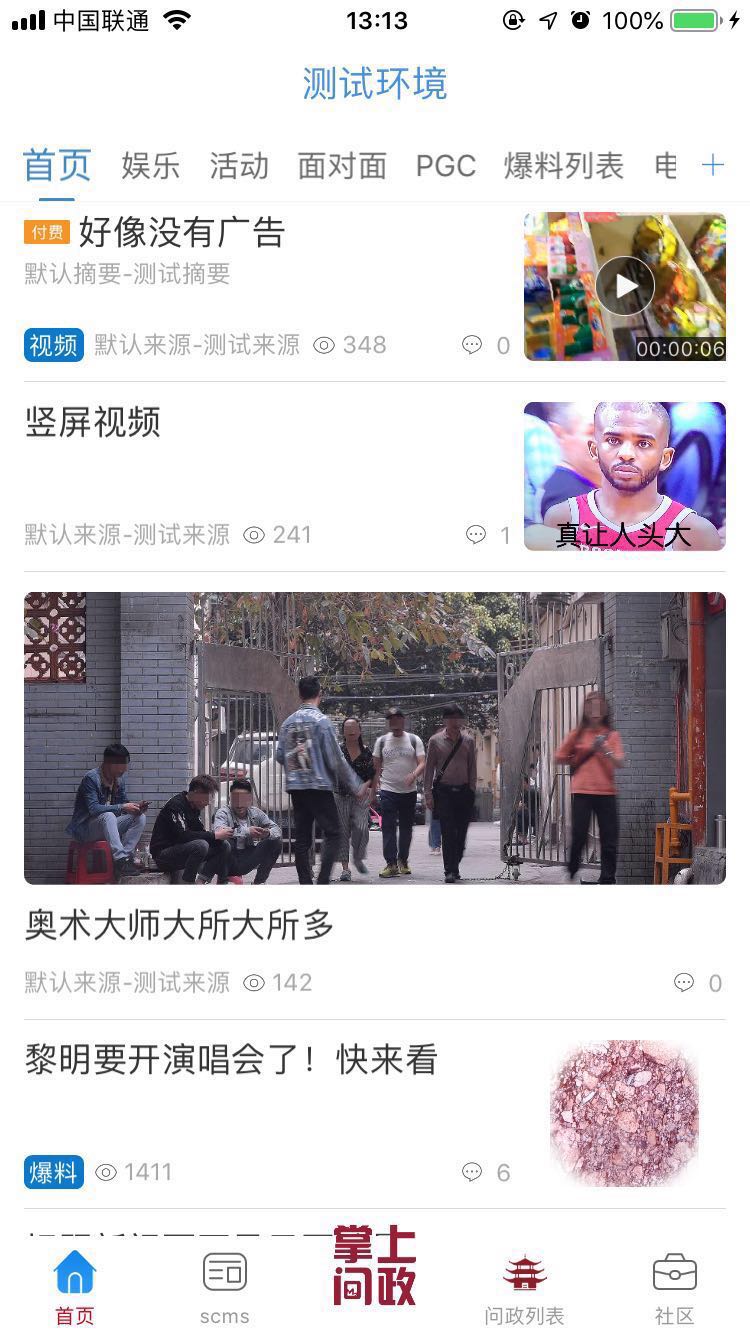 中国联通 13:13 100%
测试环境
首页 娱乐 活动 面对面 PGC 爆料列表
付费 好像没有广告
默认摘要-测试摘要
视频 默认来源-测试来源 348 0
00:00:06
竖屏视频
默认来源-测试来源 241 1
真让人头大
奥术大师大所大所多
默认来源-测试来源 142 0
黎明要开演唱会了！快来看
爆料 1411 6
掌上
问政
首页 scms 问政列表 社区